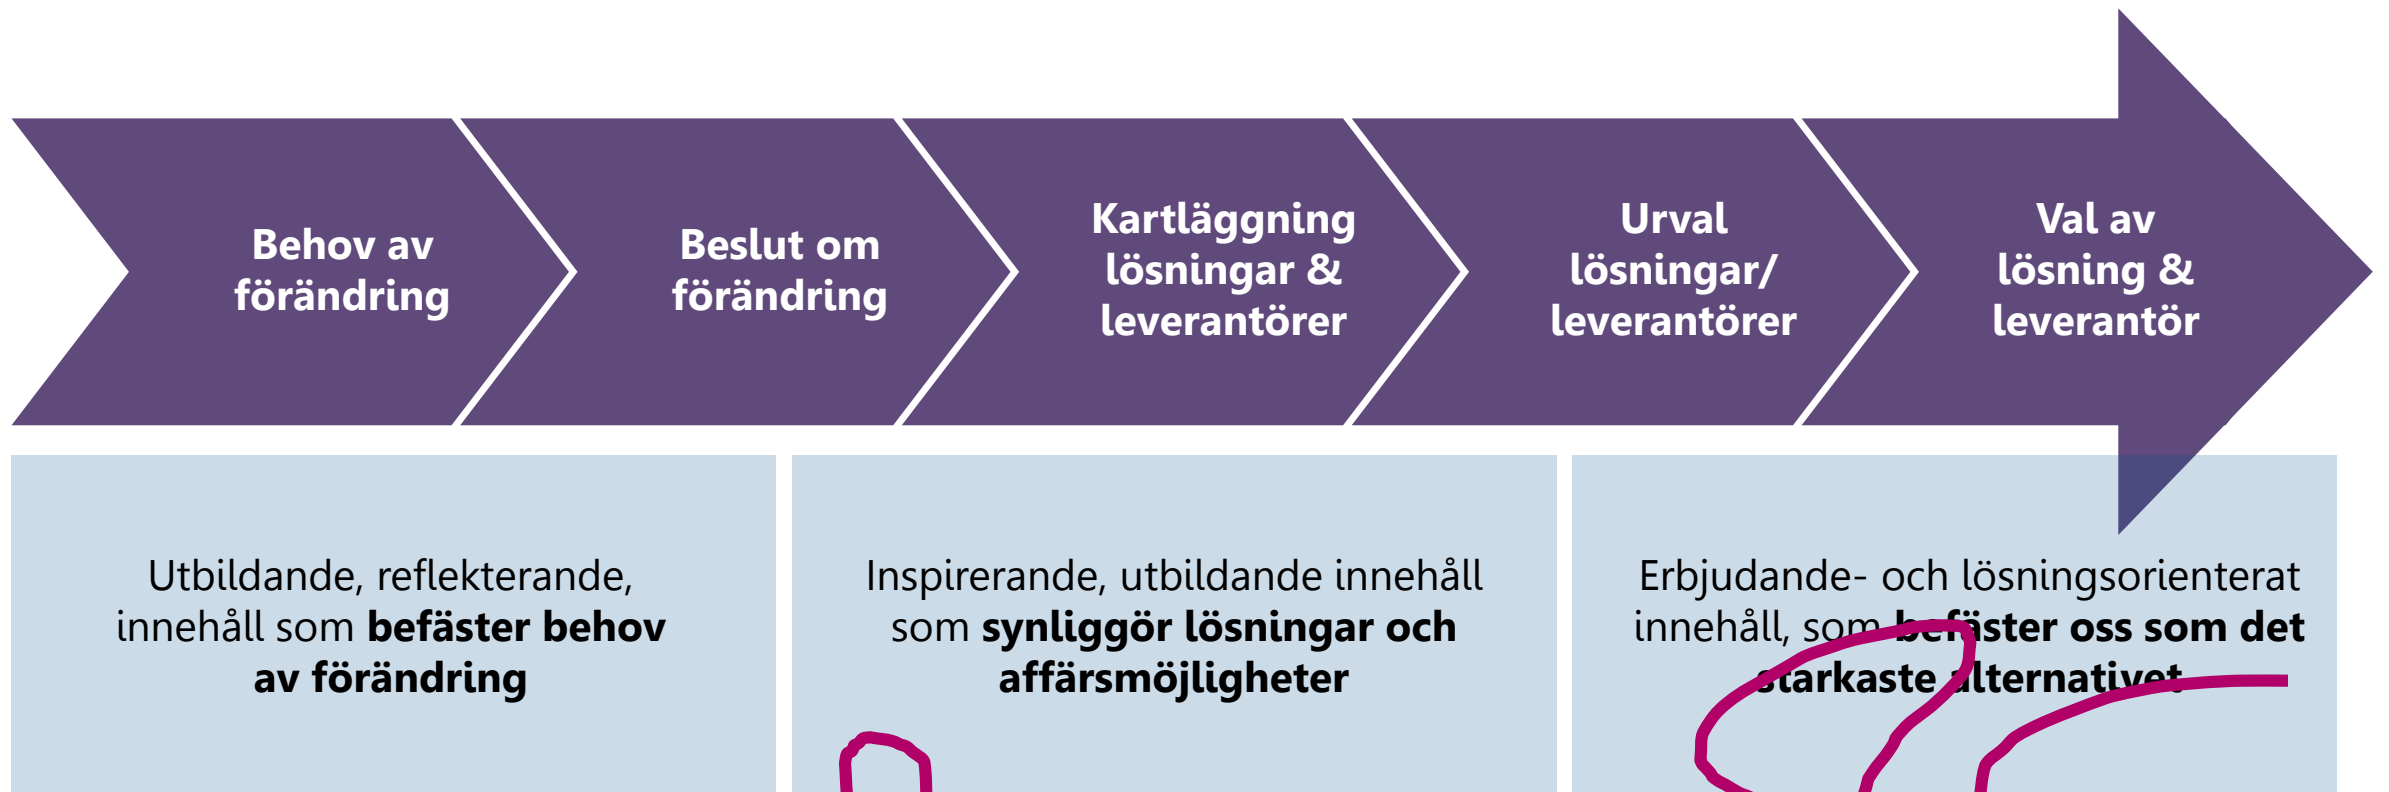 Behov av
förändring
Beslut om
förändring
Kartläggning
lösningar &
leverantörer
Urval
lösningar/
leverantörer
Val av
lösning &
leverantör
Utbildande, reflekterande,
innehåll som befäster behov
av förändring
Inspirerande, utbildande innehåll
som synliggör lösningar och
affärsmöjligheter
Erbjudande- och lösningsorienterat
innehåll, som befäster oss som det
starkaste alternativet